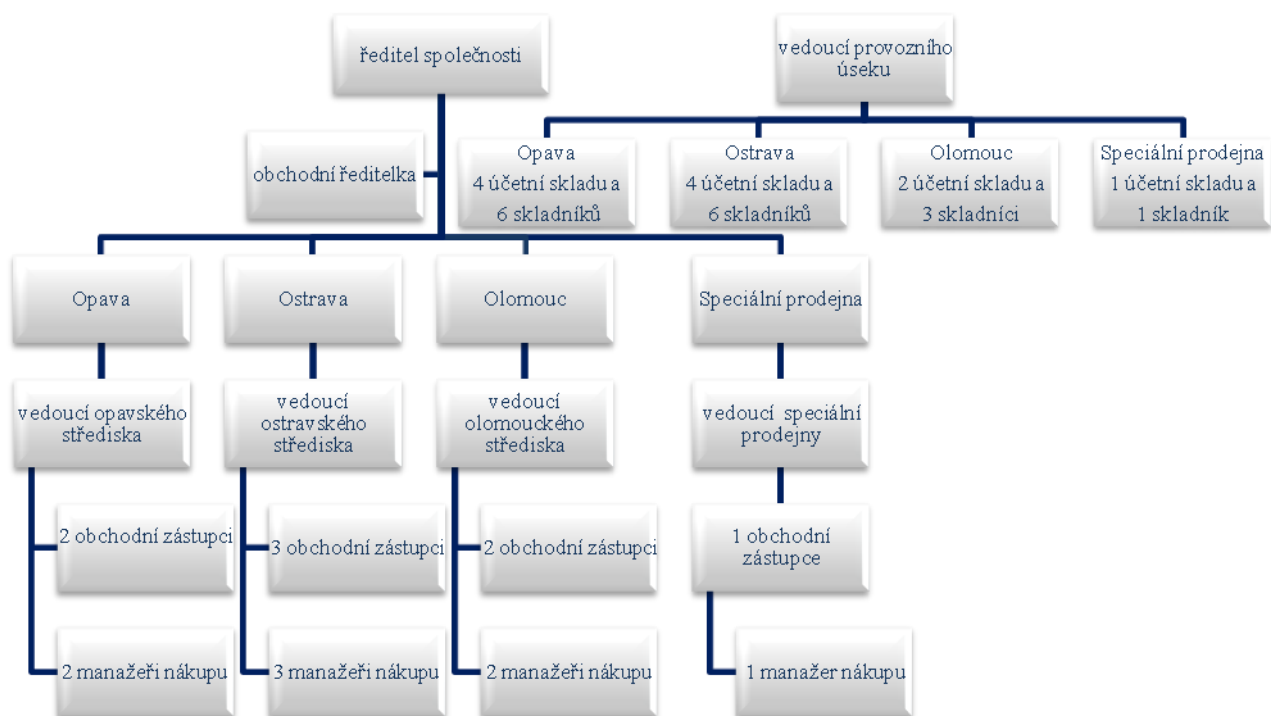 ředitel společnosti
vedoucí provozního
úseku
obchodní ředitelka
Opava
4 účetní skladu a
6 skladníků
Ostrava
4 účetní skladu a
6 skladníků
Olomouc
2 účetní skladu a
3 skladníci
Speciální prodejna
1 účetní skladu a
1 skladník
Opava
Ostrava
Olomouc
Speciální prodejna
vedoucí opavského
střediska
vedoucí
ostravského
střediska
vedoucí
olomouckého
střediska
vedoucí speciální
prodejny
2 obchodní zástupci
3 obchodní zástupci
2 obchodní zástupci
1 obchodní
zástupce
2 manažeři nákupu
3 manažeři nákupu
2 manažeři nákupu
1 manažer nákupu